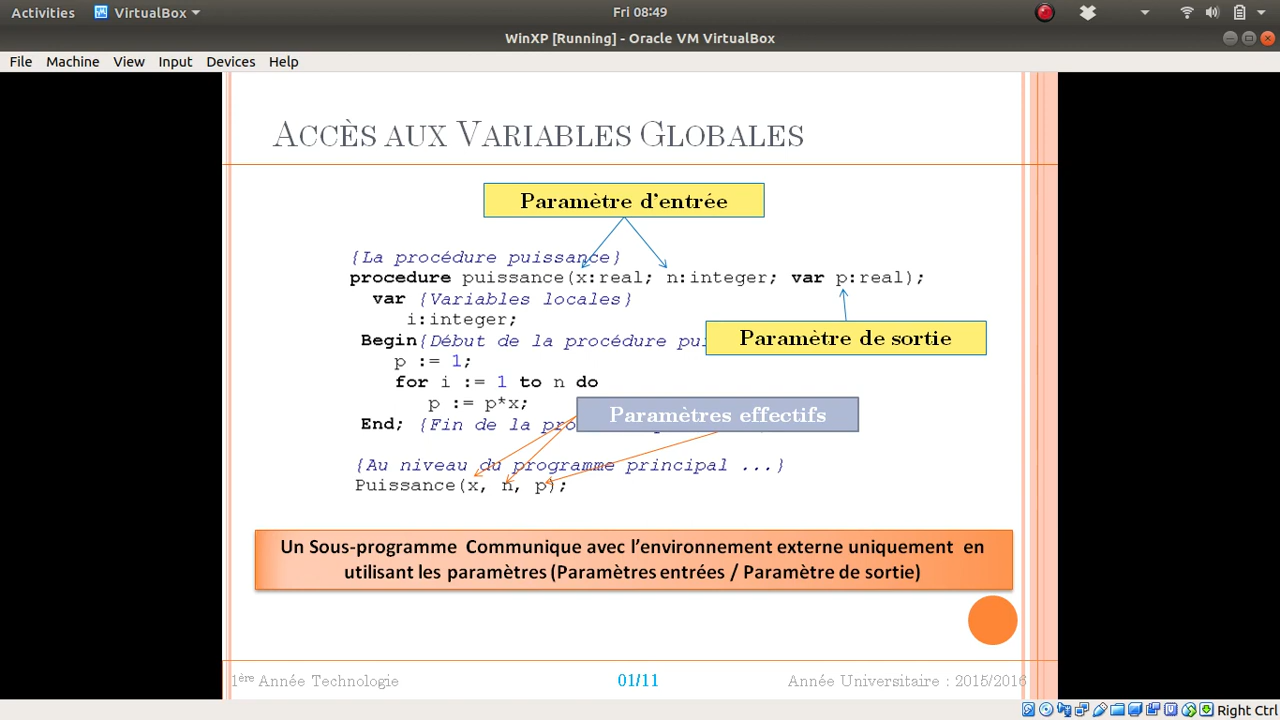 Activities VirtualBox Fri 08:49
WinXP [Running] - Oracle VM VirtualBox
File Machine View Input Devices Help
Accès aux Variables Globales
Paramètre d'entrée
{La procédure puissance}
procedure puissance(x:real; n:integer; var p:real);
var {Variables locales}
i:integer;
Paramètre de sortie
Begin{Début de la procédure
p := 1;
for i := 1 to n do
p := p*x;
Paramètres effectifs
End; {Fin de la
{Au niveau du programme principal ...}
Puissance(x, n, p);
Un Sous-programme Communique avec l'environnement externe uniquement en
utilisant les paramètres (Paramètres entrées / Paramètre de sortie)
1ère Année Technologie 01/11 Année Universitaire : 2015/2016
Right Ctrl